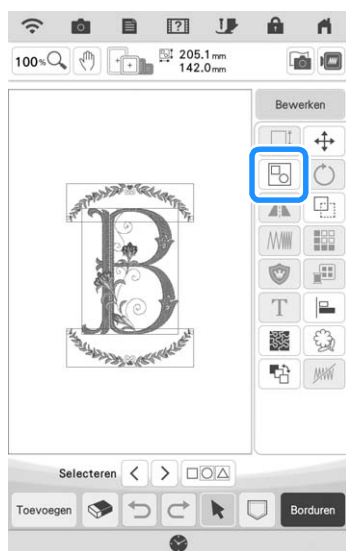 100%
205.1 mm
142.0 mm
Bewerken
T
B
Selecteren
Toevoegen
Borduren